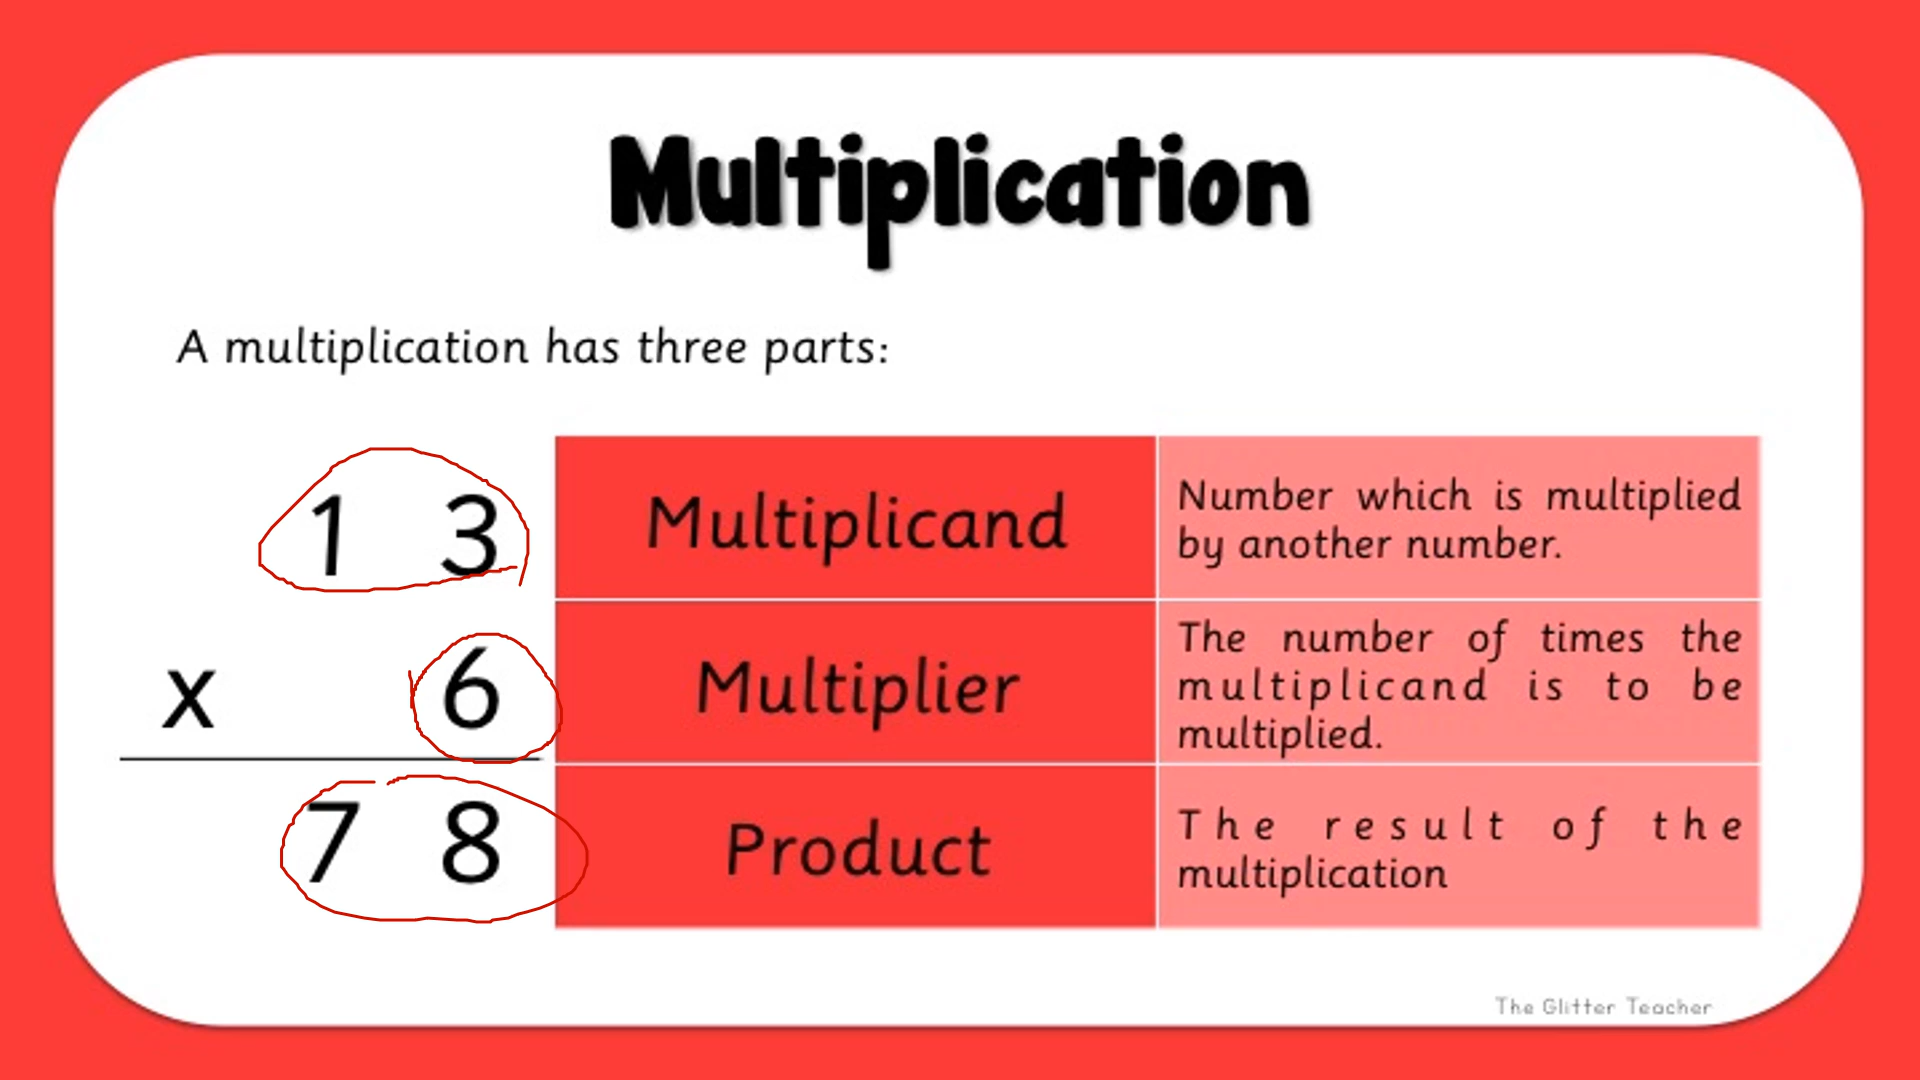 Multiplication
A multiplication has three parts:
1 3
Multiplicand
Number which is multiplied
by another number.
x 6
Multiplier
The number of times the
multiplicand is to be
multiplied.
7 8
Product
The result of the
multiplication
The Glitter Teacher